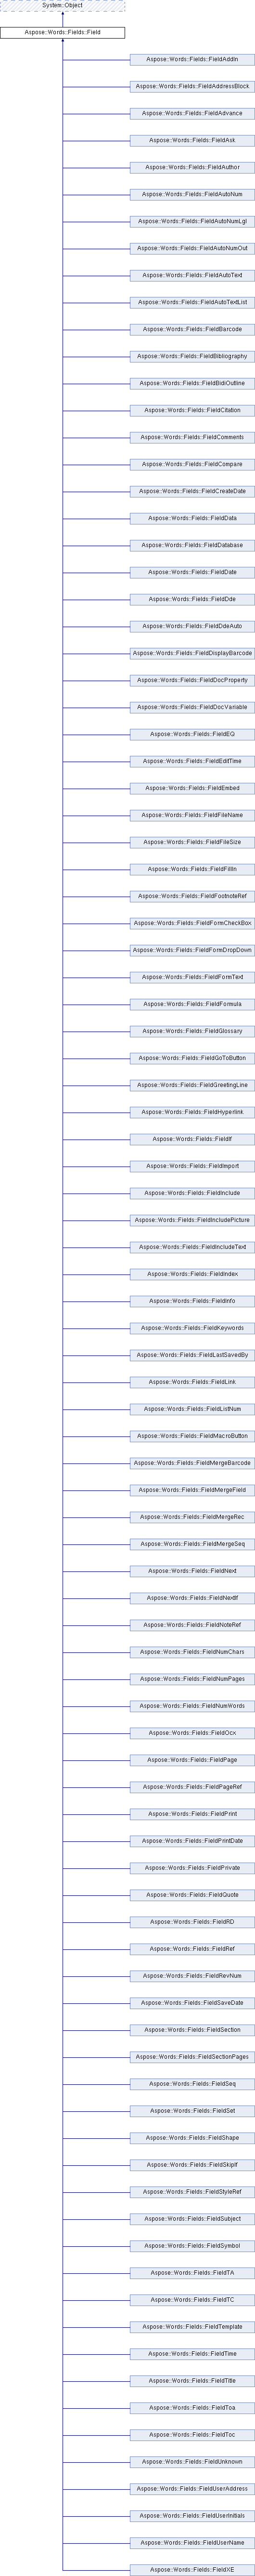 System::Object
Aspose::Words::Fields::Field
Aspose::Words::Fields::FieldAddIn
Aspose::Words::Fields::FieldAddressBlock
Aspose::Words::Fields::FieldAdvance
Aspose::Words::Fields::FieldAsk
Aspose::Words::Fields::FieldAuthor
Aspose::Words::Fields::FieldAutoNum
Aspose::Words::Fields::FieldAutoNumLgl
Aspose::Words::Fields::FieldAutoNumOut
Aspose::Words::Fields::FieldAutoText
Aspose::Words::Fields::FieldAutoTextList
Aspose::Words::Fields::FieldBarcode
Aspose::Words::Fields::FieldBibliography
Aspose::Words::Fields::FieldBidiOutline
Aspose::Words::Fields::FieldCitation
Aspose::Words::Fields::FieldComments
Aspose::Words::Fields::FieldCompare
Aspose::Words::Fields::FieldCreateDate
Aspose::Words::Fields::FieldData
Aspose::Words::Fields::FieldDatabase
Aspose::Words::Fields::FieldDate
Aspose::Words::Fields::FieldDde
Aspose::Words::Fields::FieldDdeAuto
Aspose::Words::Fields::FieldDisplayBarcode
Aspose::Words::Fields::FieldDocProperty
Aspose::Words::Fields::FieldDocVariable
Aspose::Words::Fields::FieldEQ
Aspose::Words::Fields::FieldEditTime
Aspose::Words::Fields::FieldEmbed
Aspose::Words::Fields::FieldFileName
Aspose::Words::Fields::FieldFileSize
Aspose::Words::Fields::FieldFillIn
Aspose::Words::Fields::FieldFootnoteRef
Aspose::Words::Fields::FieldFormCheckBox
Aspose::Words::Fields::FieldFormDropDown
Aspose::Words::Fields::FieldFormText
Aspose::Words::Fields::FieldFormula
Aspose::Words::Fields::FieldGlossary
Aspose::Words::Fields::FieldGoToButton
Aspose::Words::Fields::FieldGreetingLine
Aspose::Words::Fields::FieldHyperlink
Aspose::Words::Fields::FieldIf
Aspose::Words::Fields::FieldImport
Aspose::Words::Fields::FieldInclude
Aspose::Words::Fields::FieldIncludePicture
Aspose::Words::Fields::FieldIncludeText
Aspose::Words::Fields::FieldIndex
Aspose::Words::Fields::FieldInfo
Aspose::Words::Fields::FieldKeywords
Aspose::Words::Fields::FieldLastSavedBy
Aspose::Words::Fields::FieldLink
Aspose::Words::Fields::FieldListNum
Aspose::Words::Fields::FieldMacroButton
Aspose::Words::Fields::FieldMergeBarcode
Aspose::Words::Fields::FieldMergeField
Aspose::Words::Fields::FieldMergeRec
Aspose::Words::Fields::FieldMergeSeq
Aspose::Words::Fields::FieldNext
Aspose::Words::Fields::FieldNextIf
Aspose::Words::Fields::FieldNoteRef
Aspose::Words::Fields::FieldNumChars
Aspose::Words::Fields::FieldNumPages
Aspose::Words::Fields::FieldNumWords
Aspose::Words::Fields::FieldOcx
Aspose::Words::Fields::FieldPage
Aspose::Words::Fields::FieldPageRef
Aspose::Words::Fields::FieldPrint
Aspose::Words::Fields::FieldPrintDate
Aspose::Words::Fields::FieldPrivate
Aspose::Words::Fields::FieldQuote
Aspose::Words::Fields::FieldRD
Aspose::Words::Fields::FieldRef
Aspose::Words::Fields::FieldRevNum
Aspose::Words::Fields::FieldSaveDate
Aspose::Words::Fields::FieldSection
Aspose::Words::Fields::FieldSectionPages
Aspose::Words::Fields::FieldSeq
Aspose::Words::Fields::FieldSet
Aspose::Words::Fields::FieldShape
Aspose::Words::Fields::FieldSkipIf
Aspose::Words::Fields::FieldStyleRef
Aspose::Words::Fields::FieldSubject
Aspose::Words::Fields::FieldSymbol
Aspose::Words::Fields::FieldTA
Aspose::Words::Fields::FieldTC
Aspose::Words::Fields::FieldTemplate
Aspose::Words::Fields::FieldTime
Aspose::Words::Fields::FieldTitle
Aspose::Words::Fields::FieldToa
Aspose::Words::Fields::FieldToc
Aspose::Words::Fields::FieldUnknown
Aspose::Words::Fields::FieldUserAddress
Aspose::Words::Fields::FieldUserInitials
Aspose::Words::Fields::FieldUserName
Aspose::Words::Fields::FieldXE